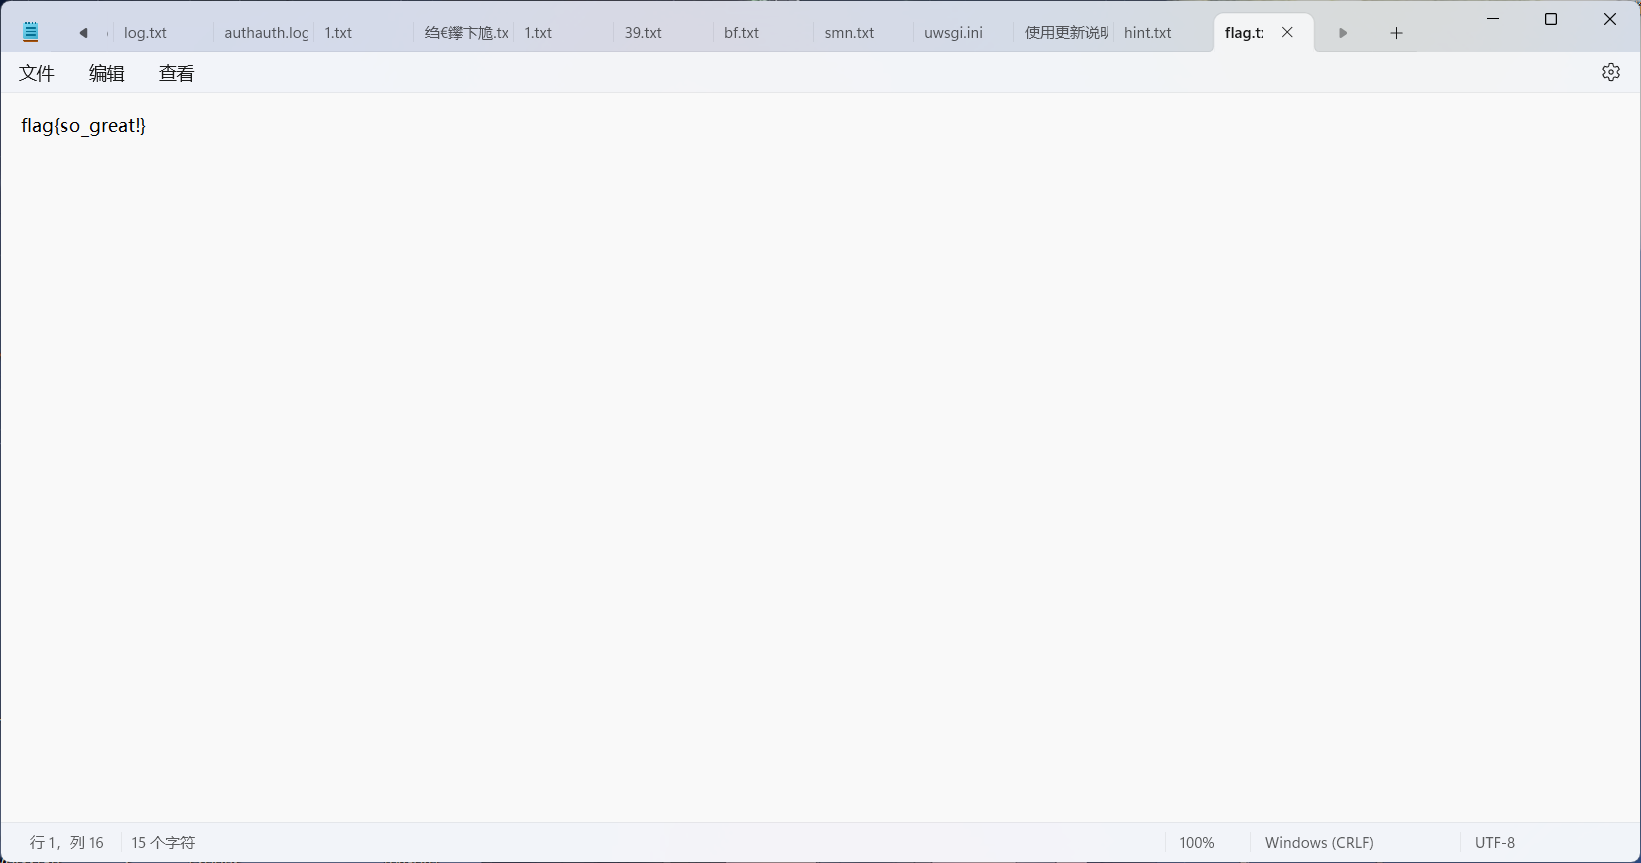 log.txt authauth.log 1.txt 绉€鑻卞尯.tx 1.txt 39.txt bf.txt smn.txt uwsgi.ini 使用更新说明 hint.txt flag.t
文件 编辑 查看
flag{so_great!}
行 1，列 16 15 个字符 100% Windows (CRLF) UTF-8